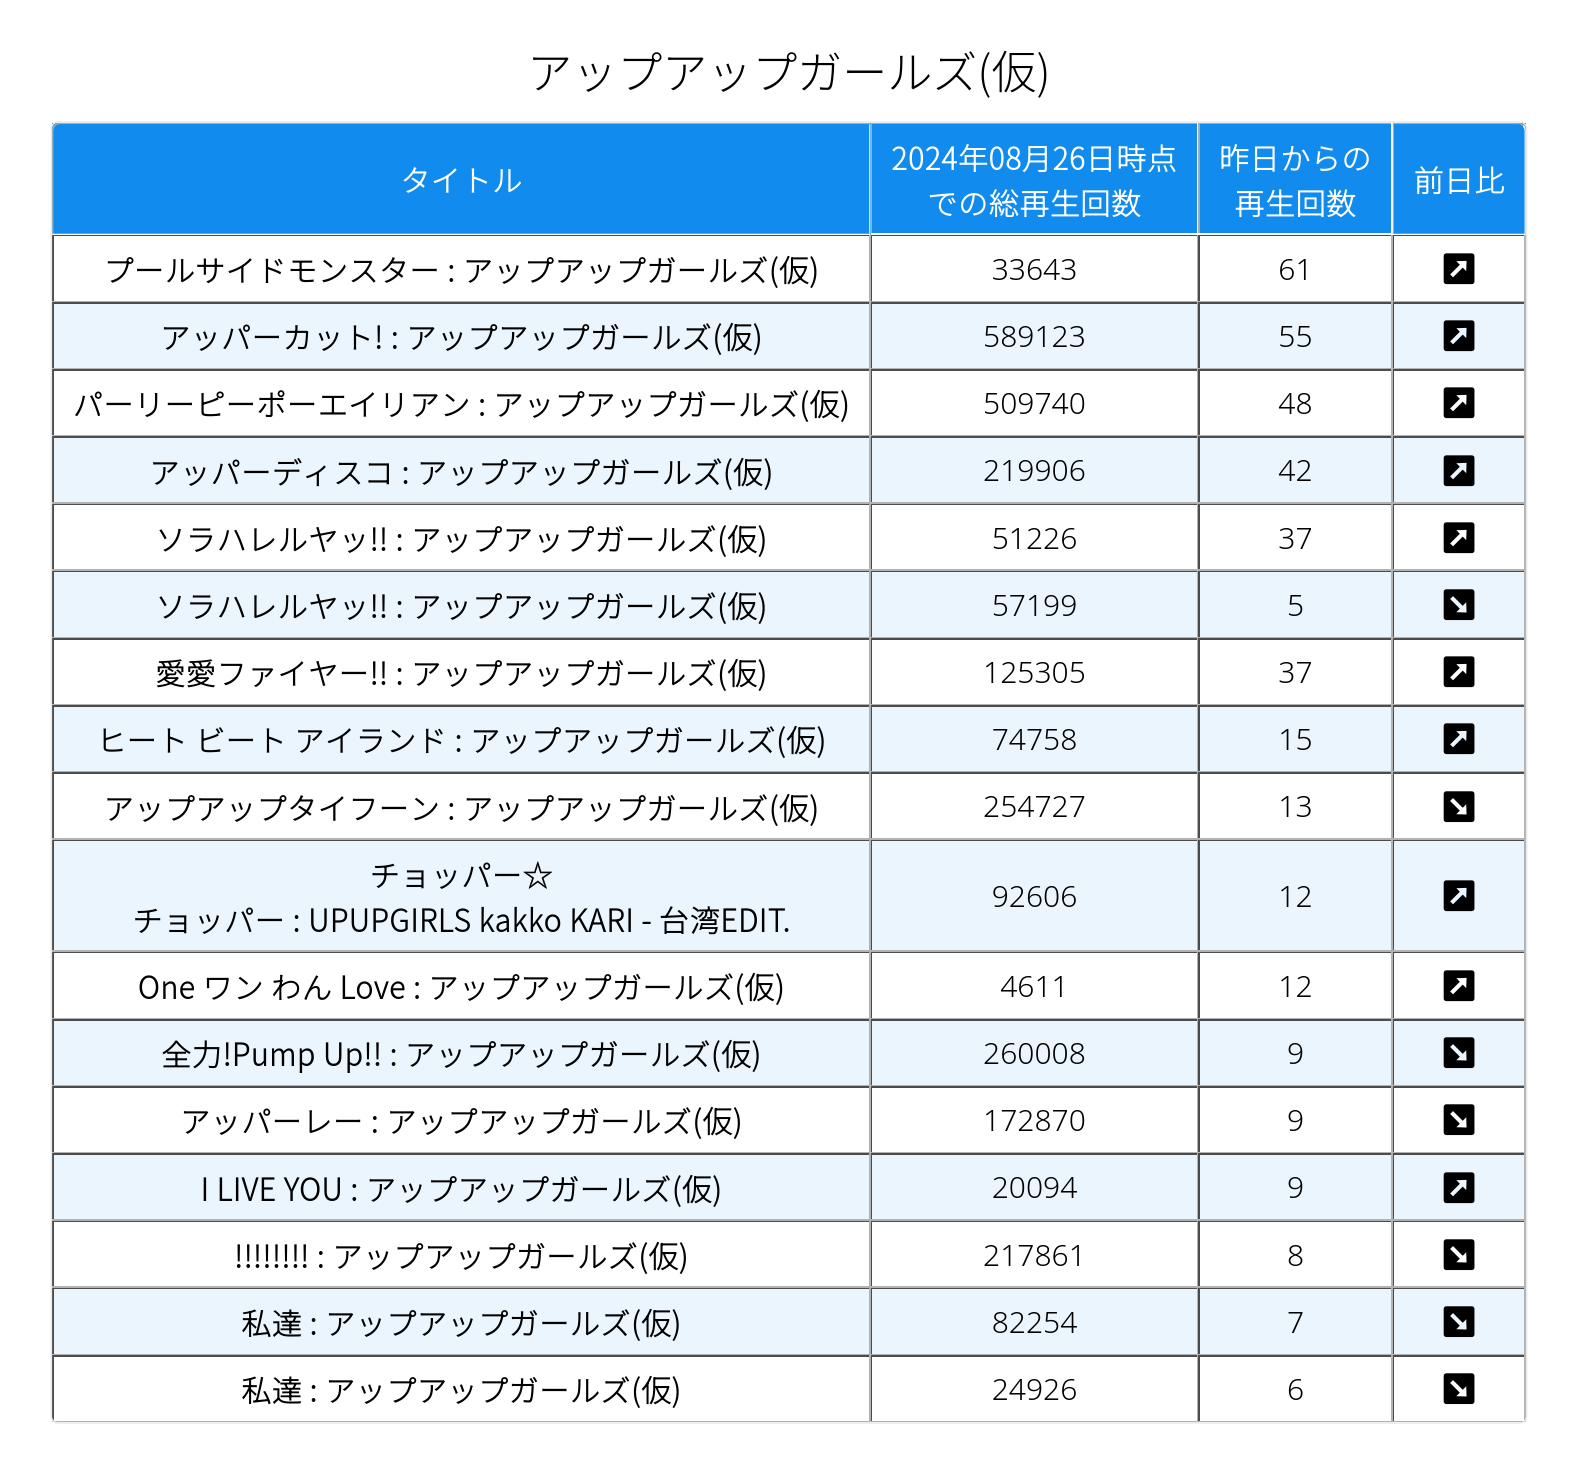 アップアップガールズ(仮)
タイトル
2024年08月26日時点
での総再生回数
昨日からの
再生回数
前日比
プールサイドモンスター : アップアップガールズ(仮) 33643 61
アッパーカット! : アップアップガールズ(仮) 589123 55
パーリーピーポーエイリアン : アップアップガールズ(仮) 509740 48
アッパーディスコ : アップアップガールズ(仮) 219906 42
ソラハレルヤッ!! : アップアップガールズ(仮) 51226 37
ソラハレルヤッ!! : アップアップガールズ(仮) 57199 5
愛愛ファイヤー!! : アップアップガールズ(仮) 125305 37
ヒート ビート アイランド : アップアップガールズ(仮) 74758 15
アップアップタイフーン : アップアップガールズ(仮) 254727 13
チョッパー☆
チョッパー : UPUPGIRLS kakko KARI - 台湾EDIT. 92606 12
One ワン わん Love : アップアップガールズ(仮) 4611 12
全力!Pump Up!! : アップアップガールズ(仮) 260008 9
アッパーレー : アップアップガールズ(仮) 172870 9
I LIVE YOU : アップアップガールズ(仮) 20094 9
!!!!!!!! : アップアップガールズ(仮) 217861 8
私達 : アップアップガールズ(仮) 82254 7
私達 : アップアップガールズ(仮) 24926 6